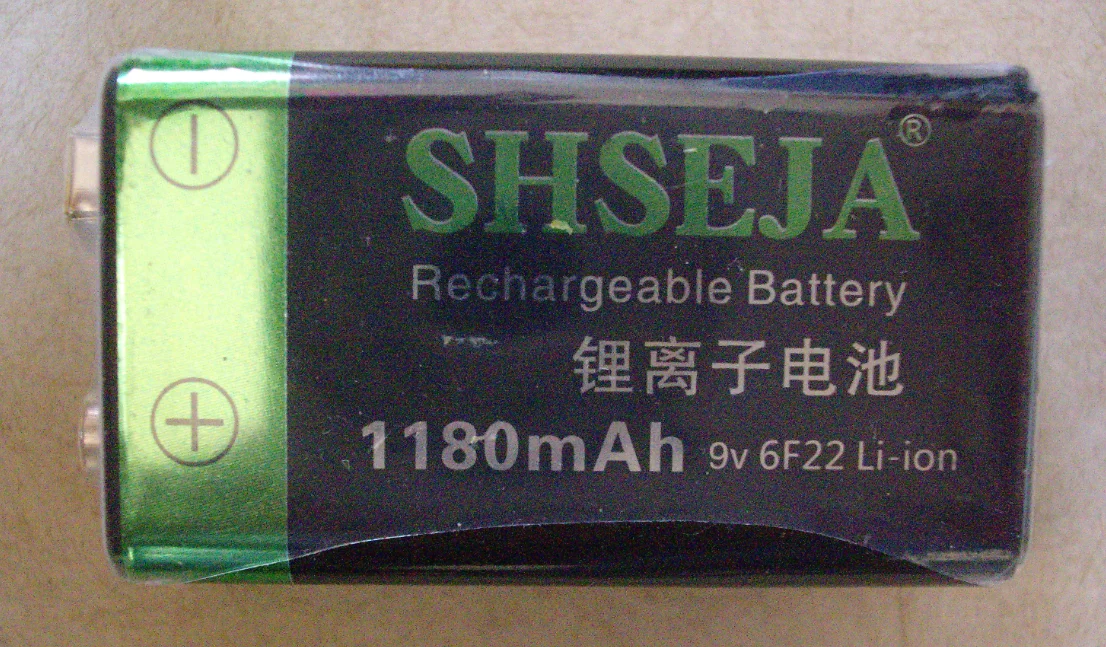 SHSEJA®
Rechargeable Battery
锂离子电池
1180mAh 9v 6F22 Li-ion